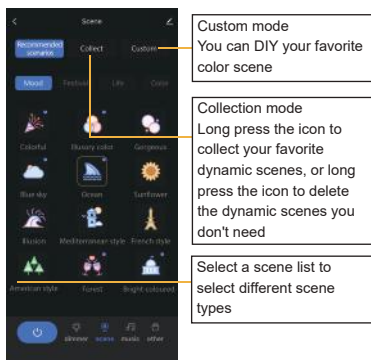 Scene
Recommended
scenarios
Collect
Custom
Mood
Festival
Life
Color
Colorful
Illusory color
Gorgeous
Blue sky
Ocean
Sunflower
Illusion
Mediterranean style
French style
American style
Forest
Bright-coloured
dimmer
scene
music
other
Custom mode
You can DIY your favorite
color scene
Collection mode
Long press the icon to
collect your favorite
dynamic scenes, or long
press the icon to delete
the dynamic scenes you
don't need
Select a scene list to
select different scene
types